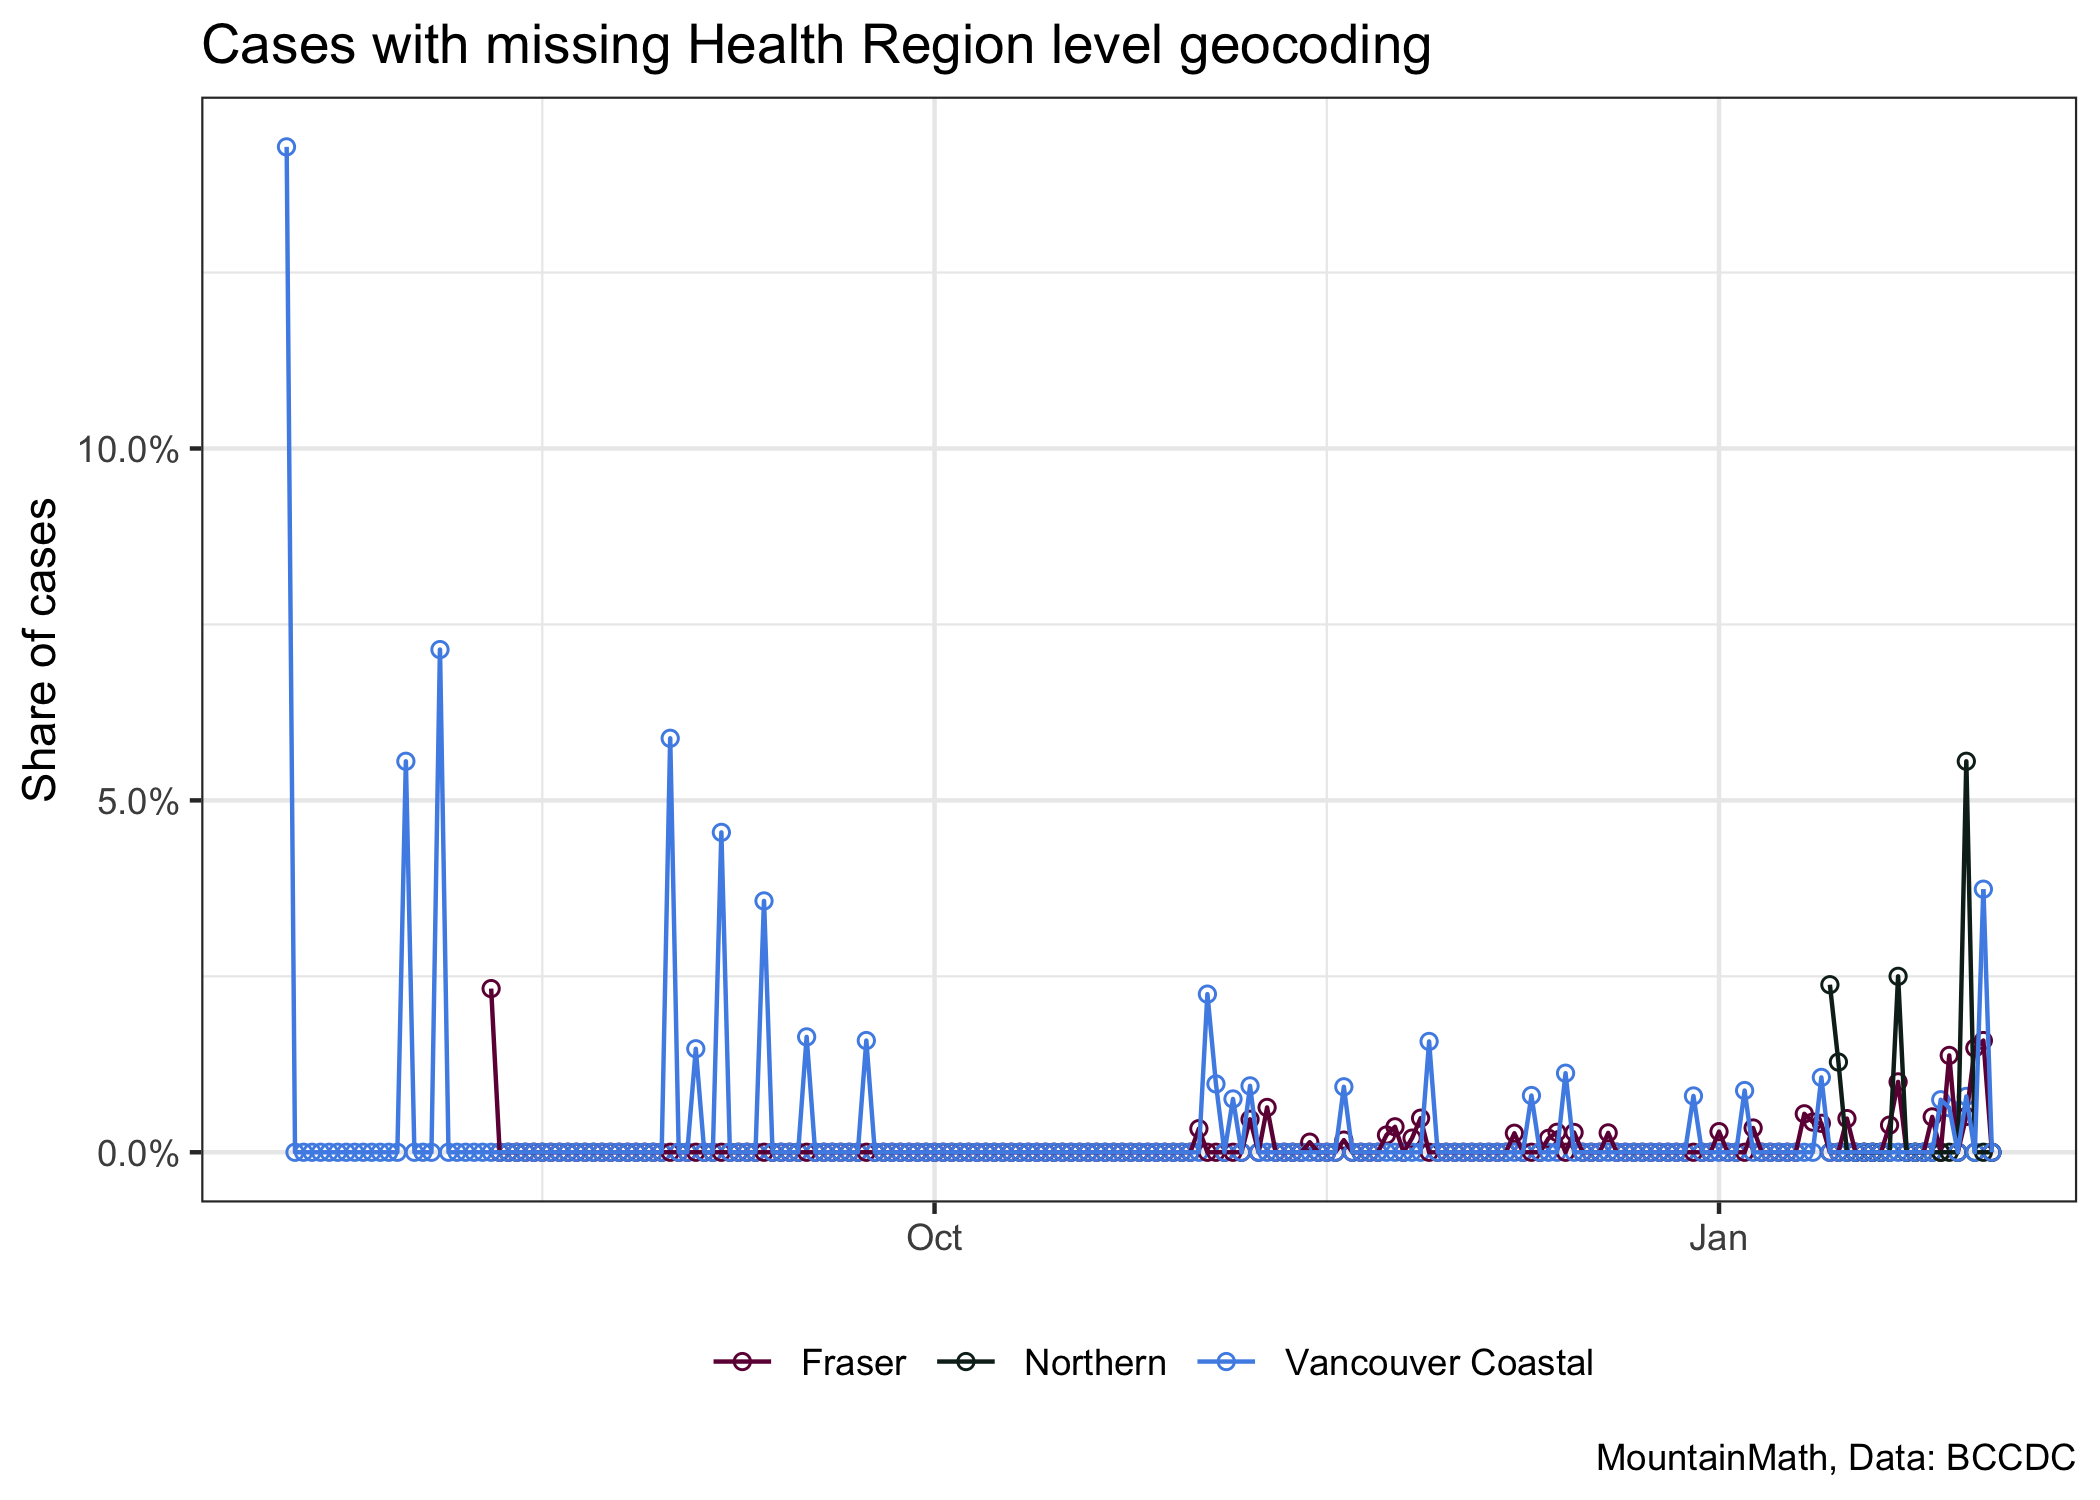 Cases with missing Health Region level geocoding
Share of cases
10.0%
5.0%
0.0%
Oct
Jan
Fraser
Northern
Vancouver Coastal
MountainMath, Data: BCCDC